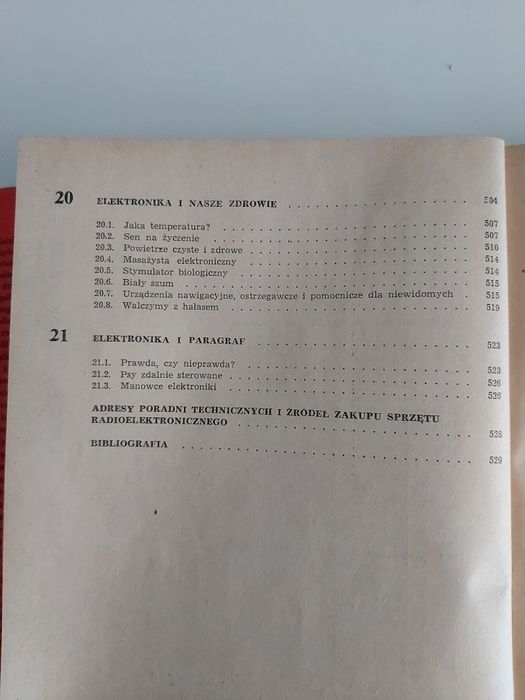 20 ELEKTRONIKA I NASZE ZDROWIE . . . . . . . . . . . . . . . 504
20.1. Jaka temperatura? . . . . . . . . . . . . . . . . . . . . 507
20.2. Sen na życzenie . . . . . . . . . . . . . . . . . . . . 507
20.3. Powietrze czyste i zdrowe . . . . . . . . . . . . . . . . . 510
20.4. Masażysta elektroniczny . . . . . . . . . . . . . . . . . 514
20.5. Stymulator biologiczny . . . . . . . . . . . . . . . . . . 514
20.6. Biały szum . . . . . . . . . . . . . . . . . . . . . . 515
20.7. Urządzenia nawigacyjne, ostrzegawcze i pomocnicze dla niewidomych . 515
20.8. Walczymy z hałasem . . . . . . . . . . . . . . . . . . . 519
21 ELEKTRONIKA I PARAGRAF . . . . . . . . . . . . . . . . . . 523
21.1. Prawda, czy nieprawda? . . . . . . . . . . . . . . . . . . 523
21.2. Psy zdalnie sterowane . . . . . . . . . . . . . . . . . . . 526
21.3. Manowce elektroniki . . . . . . . . . . . . . . . . . . . 526
ADRESY PORADNI TECHNICZNYCH I ŹRÓDEŁ ZAKUPU SPRZĘTU
RADIOELEKTRONICZNEGO . . . . . . . . . . . . . . . . . . 528
BIBLIOGRAFIA . . . . . . . . . . . . . . . . . . . . . . 529